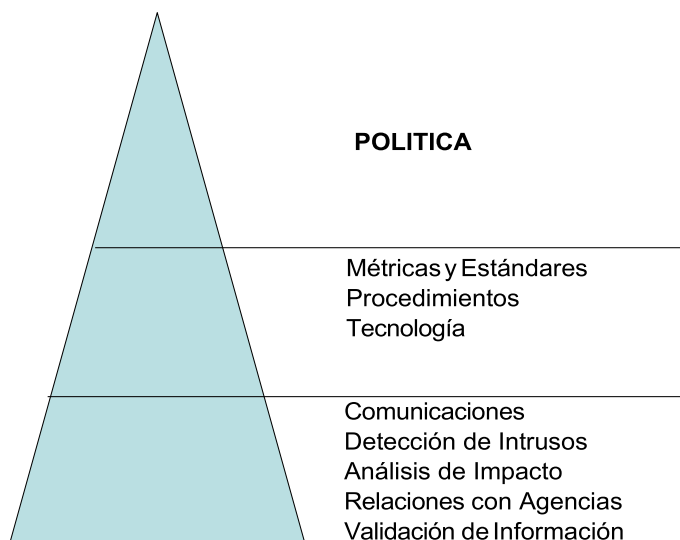 POLITICA
Métricas y Estándares
Procedimientos
Tecnología
Comunicaciones
Detección de Intrusos
Análisis de Impacto
Relaciones con Agencias
Validación de Información